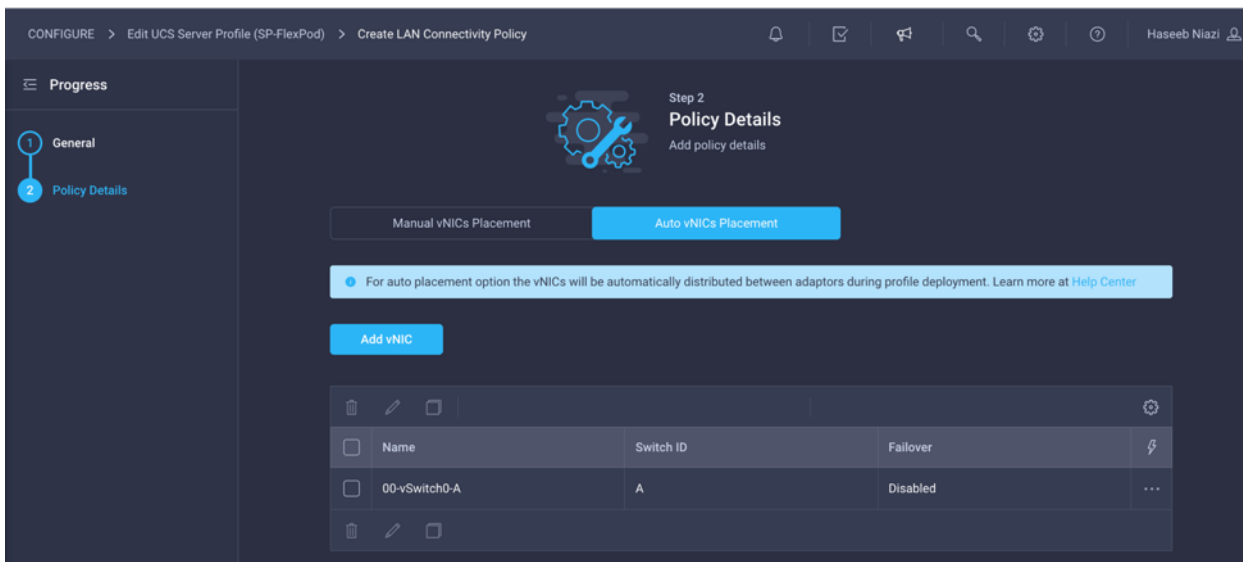 CONFIGURE > Edit UCS Server Profile (SP-FlexPod) > Create LAN Connectivity Policy
Haseeb Niazi
Progress
1 General
2 Policy Details
Step 2
Policy Details
Add policy details
Manual vNICs Placement
Auto vNICs Placement
For auto placement option the vNICs will be automatically distributed between adaptors during profile deployment. Learn more at Help Center
Add vNIC
Name Switch ID Failover
00-vSwitch0-A A Disabled